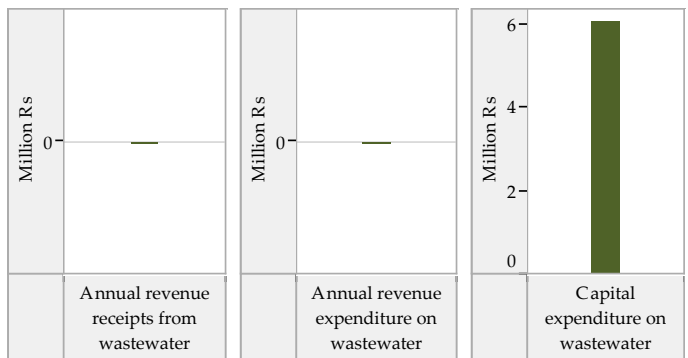 Million Rs
0
Annual revenue
receipts from
wastewater
Million Rs
0
Annual revenue
expenditure on
wastewater
Million Rs
6
4
2
0
Capital
expenditure on
wastewater